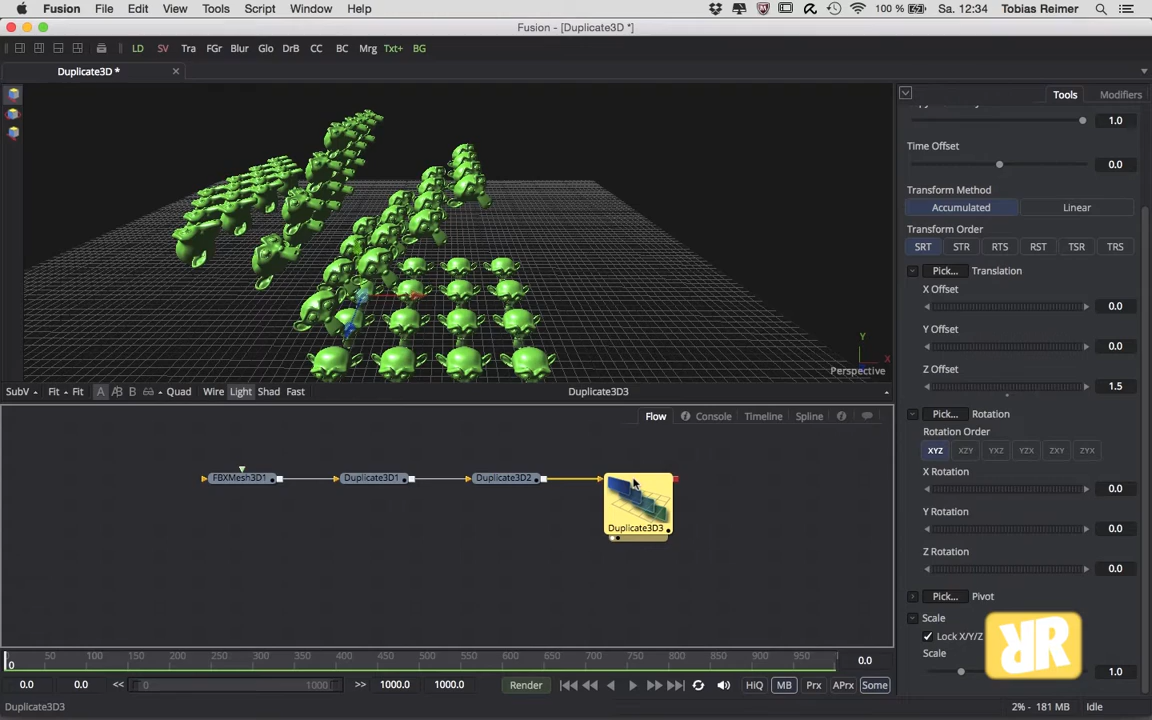 Fusion File Edit View Tools Script Window Help 100 % Sa. 12:34 Tobias Reimer
Fusion - [Duplicate3D *]
LD SV Tra FGr Blur Glo DrB CC BC Mrg Txt+ BG
Duplicate3D *
Tools Modifiers
1.0
Time Offset
0.0
Transform Method
Accumulated Linear
Transform Order
SRT STR RTS RST TSR TRS
Pick... Translation
X Offset
0.0
Y Offset
0.0
Z Offset
1.5
Pick... Rotation
Rotation Order
XYZ XZY YXZ YZX ZXY ZYX
X Rotation
0.0
Y Rotation
0.0
Z Rotation
0.0
Pick... Pivot
Scale
Lock X/Y/Z
Scale
1.0
RR
Y
X
Perspective
SubV Fit Fit A A/B B Quad Wire Light Shad Fast Duplicate3D3
Flow Console Timeline Spline
FBXMesh3D1 Duplicate3D1 Duplicate3D2
Duplicate3D3
0 50 100 150 200 250 300 350 400 450 500 550 600 650 700 750 800 850 900 950 0.0
0.0 0.0 << 0 1000 >> 1000.0 1000.0 Render HiQ MB Prx APrx Some
Duplicate3D3 2% - 181 MB Idle